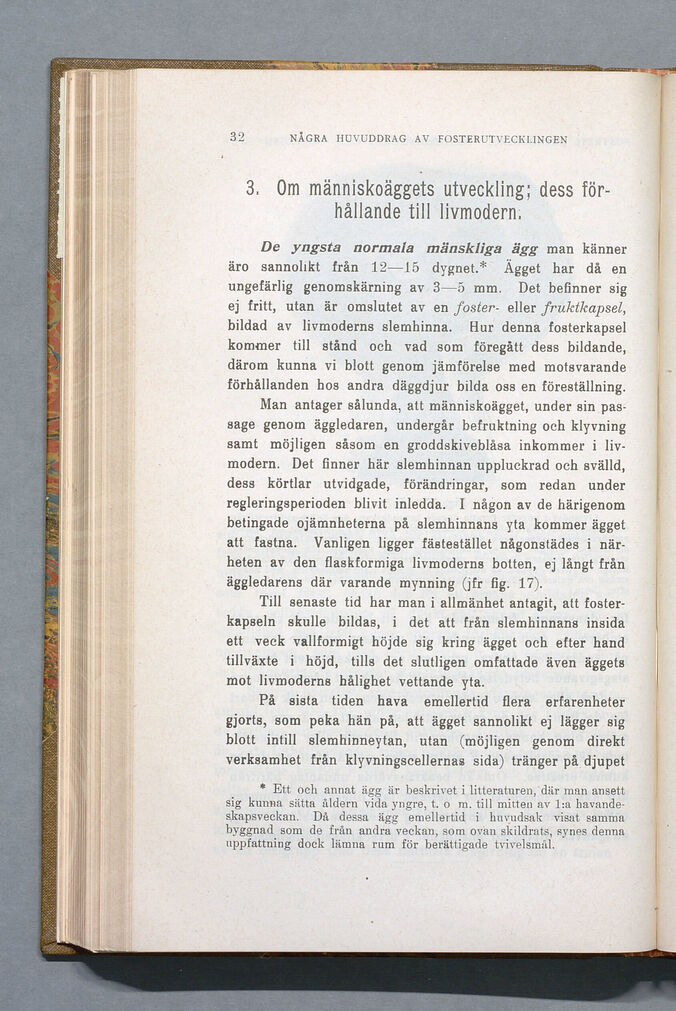 32 NÅGRA HUVUDDRAG AV FOSTERUTVECKLINGEN
3. Om människoäggets utveckling; dess för-
hållande till livmodern.
De yngsta normala mänskliga ägg man känner
äro sannolikt från 12—15 dygnet.* Ägget har då en
ungefärlig genomskärning av 3—5 mm. Det befinner sig
ej fritt, utan är omslutet av en foster- eller fruktkapsel,
bildad av livmoderns slemhinna. Hur denna fosterkapsel
kommer till stånd och vad som föregått dess bildande,
därom kunna vi blott genom jämförelse med motsvarande
förhållanden hos andra däggdjur bilda oss en föreställning.
Man antager sålunda, att människoägget, under sin pas-
sage genom äggledaren, undergår befruktning och klyvning
samt möjligen såsom en groddskiveblåsa inkommer i liv-
modern. Det finner här slemhinnan uppluckrad och svälld,
dess körtlar utvidgade, förändringar, som redan under
regleringsperioden blivit inledda. I någon av de härigenom
betingade ojämnheterna på slemhinnans yta kommer ägget
att fastna. Vanligen ligger fästestället någonstädes i när-
heten av den flaskformiga livmoderns botten, ej långt från
äggledarens där varande mynning (jfr fig. 17).
Till senaste tid har man i allmänhet antagit, att foster-
kapseln skulle bildas, i det att från slemhinnans insida
ett veck vallformigt höjde sig kring ägget och efter hand
tillväxte i höjd, tills det slutligen omfattade även äggets
mot livmoderns hålighet vettande yta.
På sista tiden hava emellertid flera erfarenheter
gjorts, som peka hän på, att ägget sannolikt ej lägger sig
blott intill slemhinneytan, utan (möjligen genom direkt
verksamhet från klyvningscellernas sida) tränger på djupet
* Ett och annat ägg är beskrivet i litteraturen, där man ansett
sig kunna sätta åldern vida yngre, t. o m. till mitten av 1:a havande-
skapsveckan. Då dessa ägg emellertid i huvudsak visat samma
byggnad som de från andra veckan, som ovan skildrats, synes denna
uppfattning dock lämna rum för berättigade tvivelsmål.